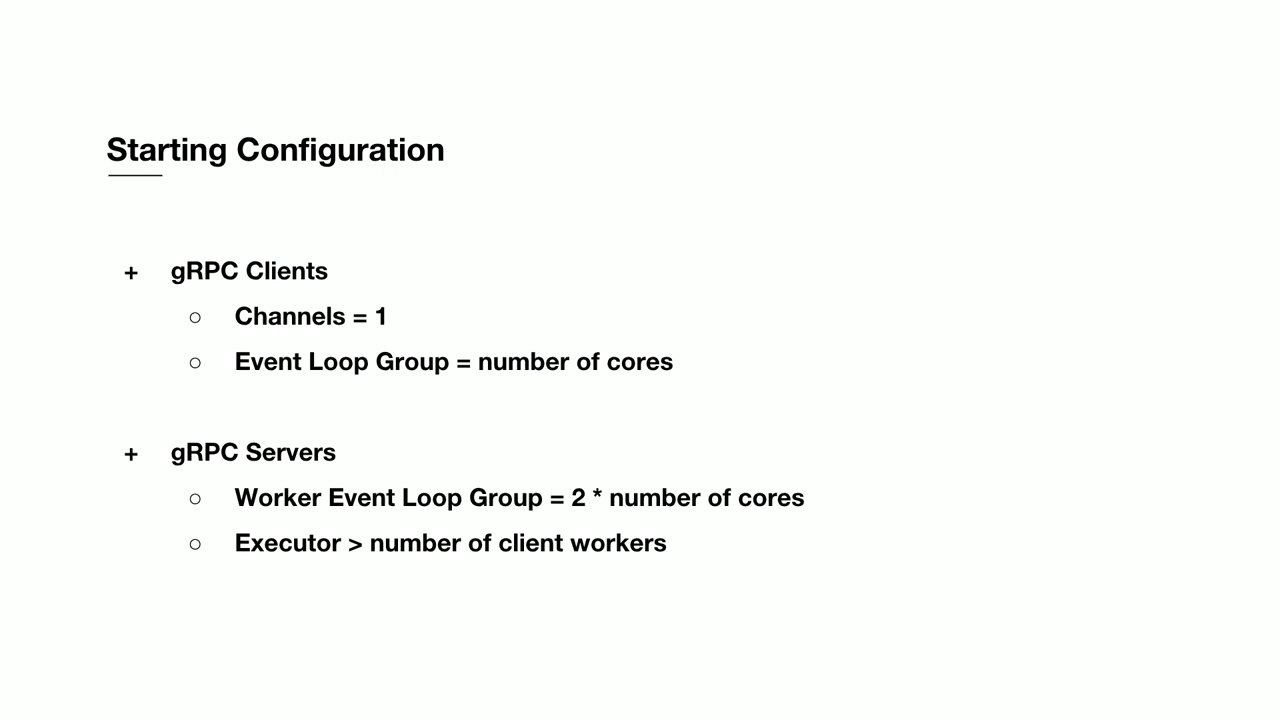 Starting Configuration
+ gRPC Clients
○ Channels = 1
○ Event Loop Group = number of cores
+ gRPC Servers
○ Worker Event Loop Group = 2 * number of cores
○ Executor > number of client workers